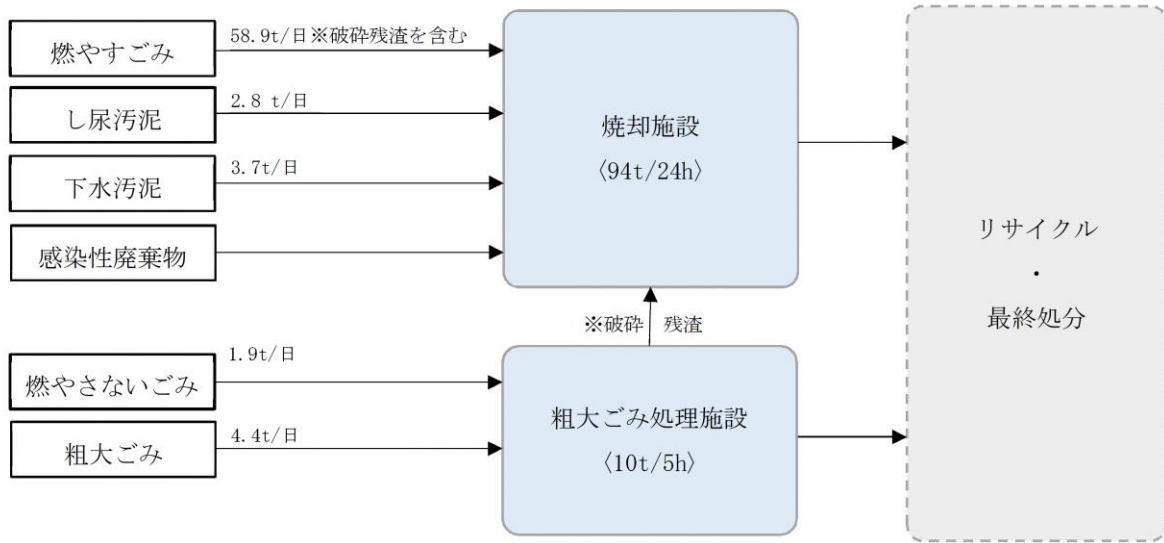 燃やすごみ
58.9t/日※破砕残渣を含む
し尿汚泥
2.8 t/日
下水汚泥
3.7t/日
感染性廃棄物
焼却施設
〈94t/24h〉
※破砕 残渣
燃やさないごみ
1.9t/日
粗大ごみ
4.4t/日
粗大ごみ処理施設
〈10t/5h〉
リサイクル
・
最終処分